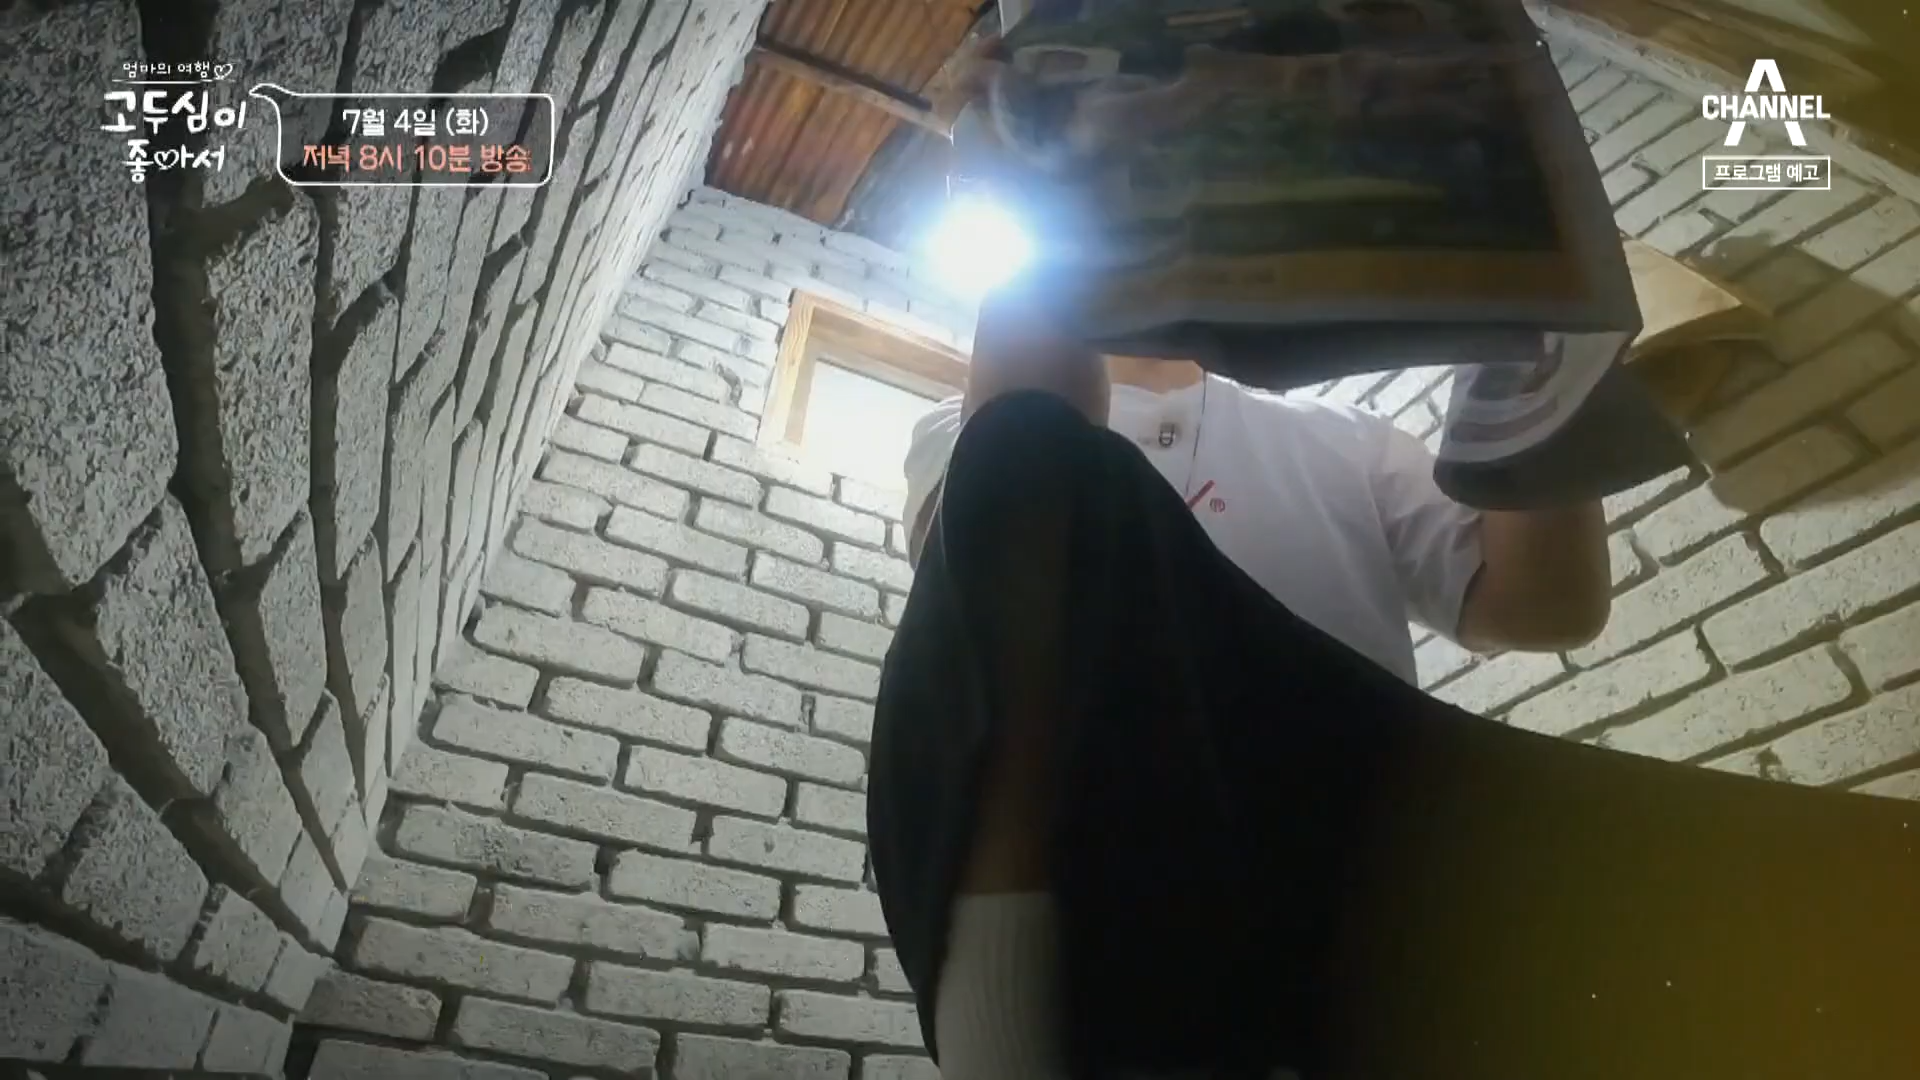 엄마의 여행
고두심이
좋아서
7월 4일 (화)
저녁 8시 10분 방송
CHANNEL
A
프로그램 예고